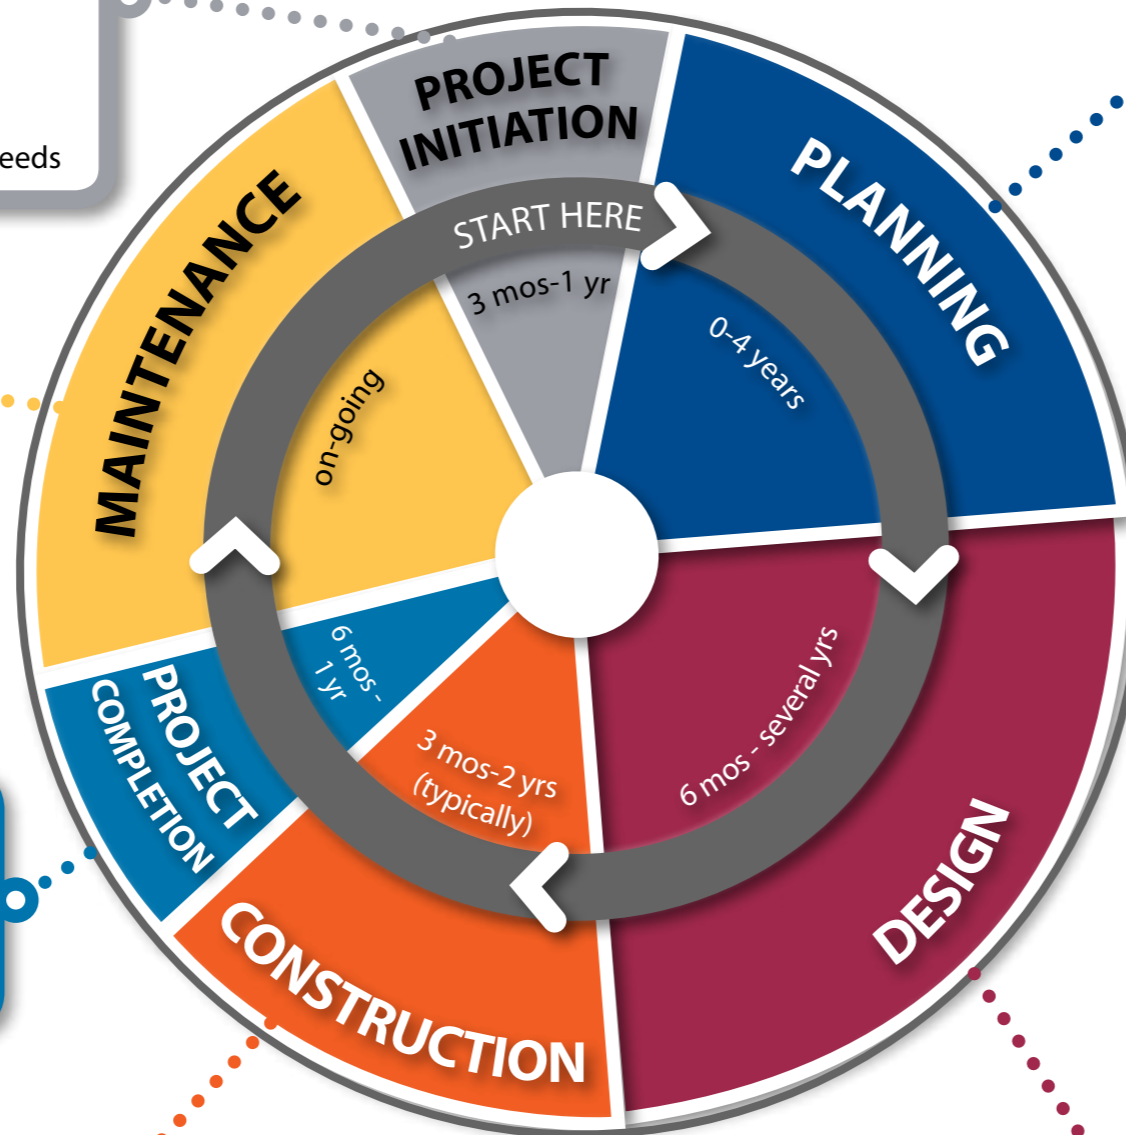 eeds
PROJECT
INITIATION
START HERE
3 mos-1 yr
PLANNING
0-4 years
DESIGN
6 mos - several yrs
CONSTRUCTION
3 mos-2 yrs
(typically)
PROJECT
COMPLETION
6 mos -
1 yr
MAINTENANCE
on-going